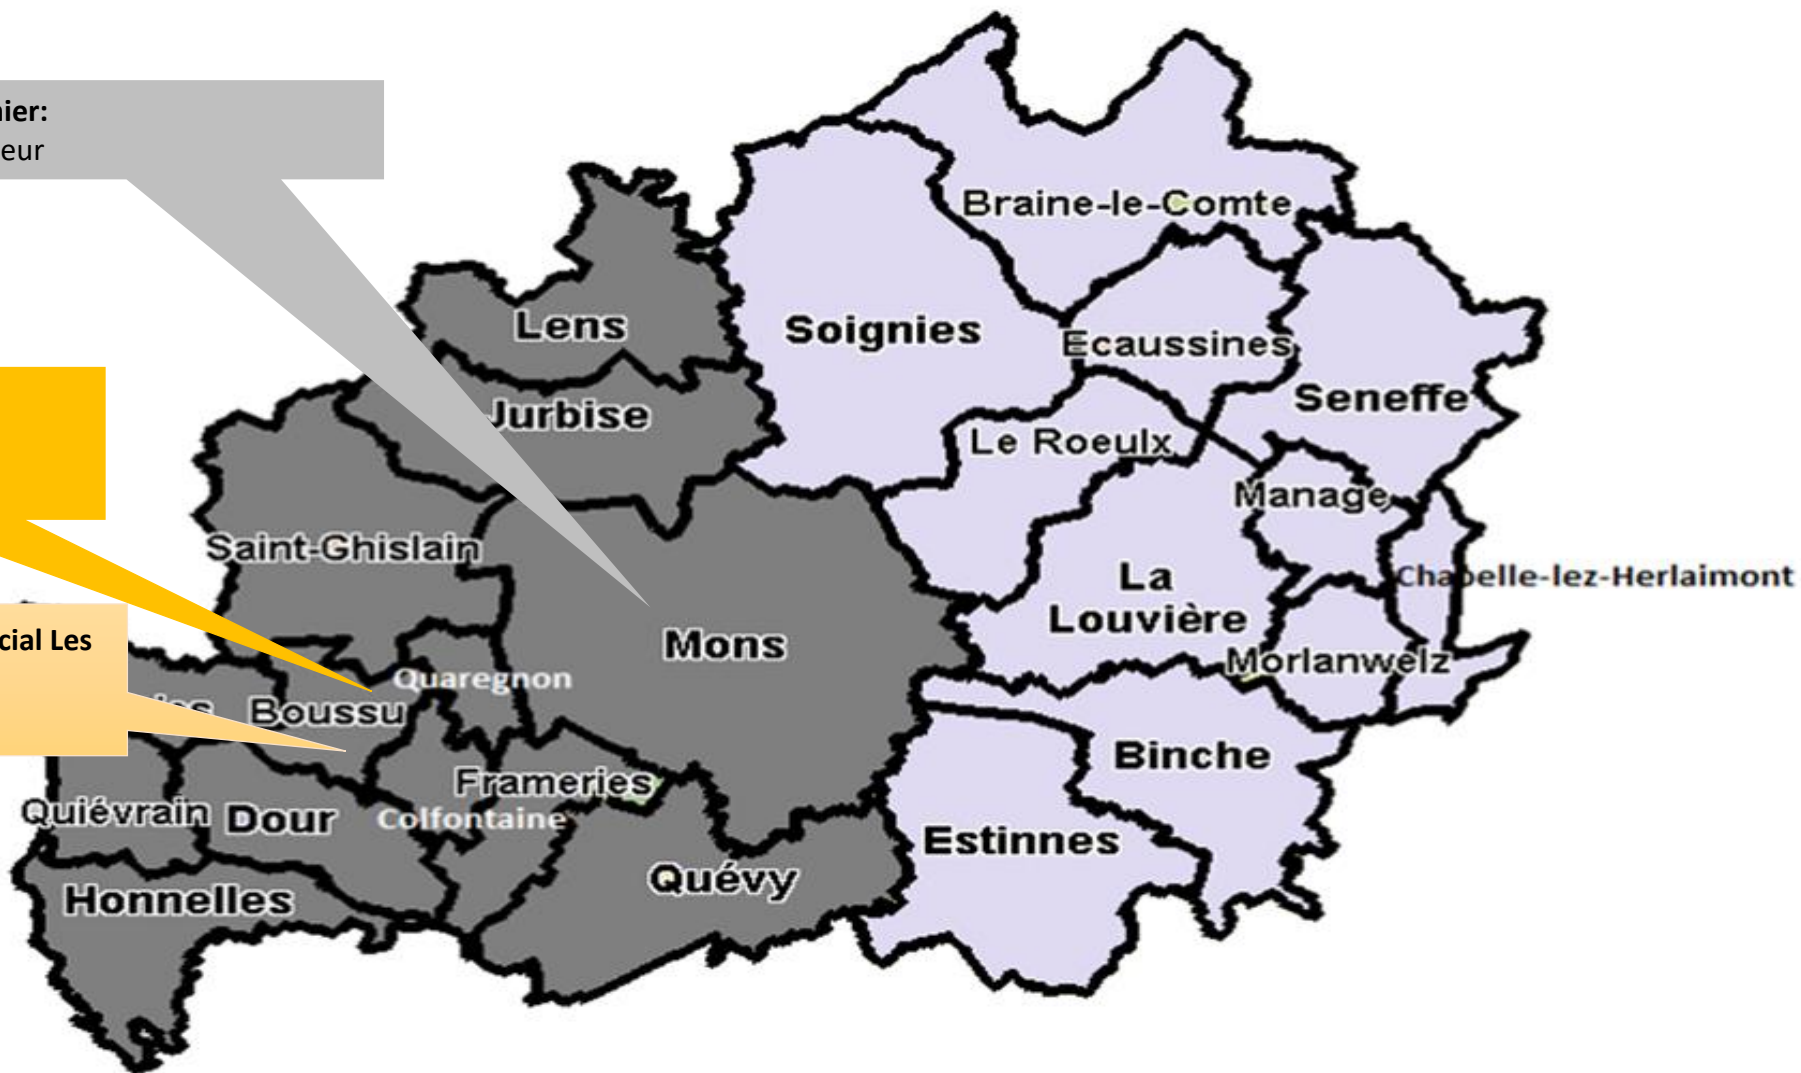 nier:
eur
Braine-le-Comte
Lens
Soignies
Ecaussines
Seneffe
Jurbise
Le Roeulx
Manage
Saint-Ghislain
La
Louvière
Chapelle-lez-Herlaimont
cial Les
Mons
Morlanwelz
Quaregnon
Boussu
Binche
Frameries
Quiévrain
Dour
Colfontaine
Estinnes
Quévy
Honnelles